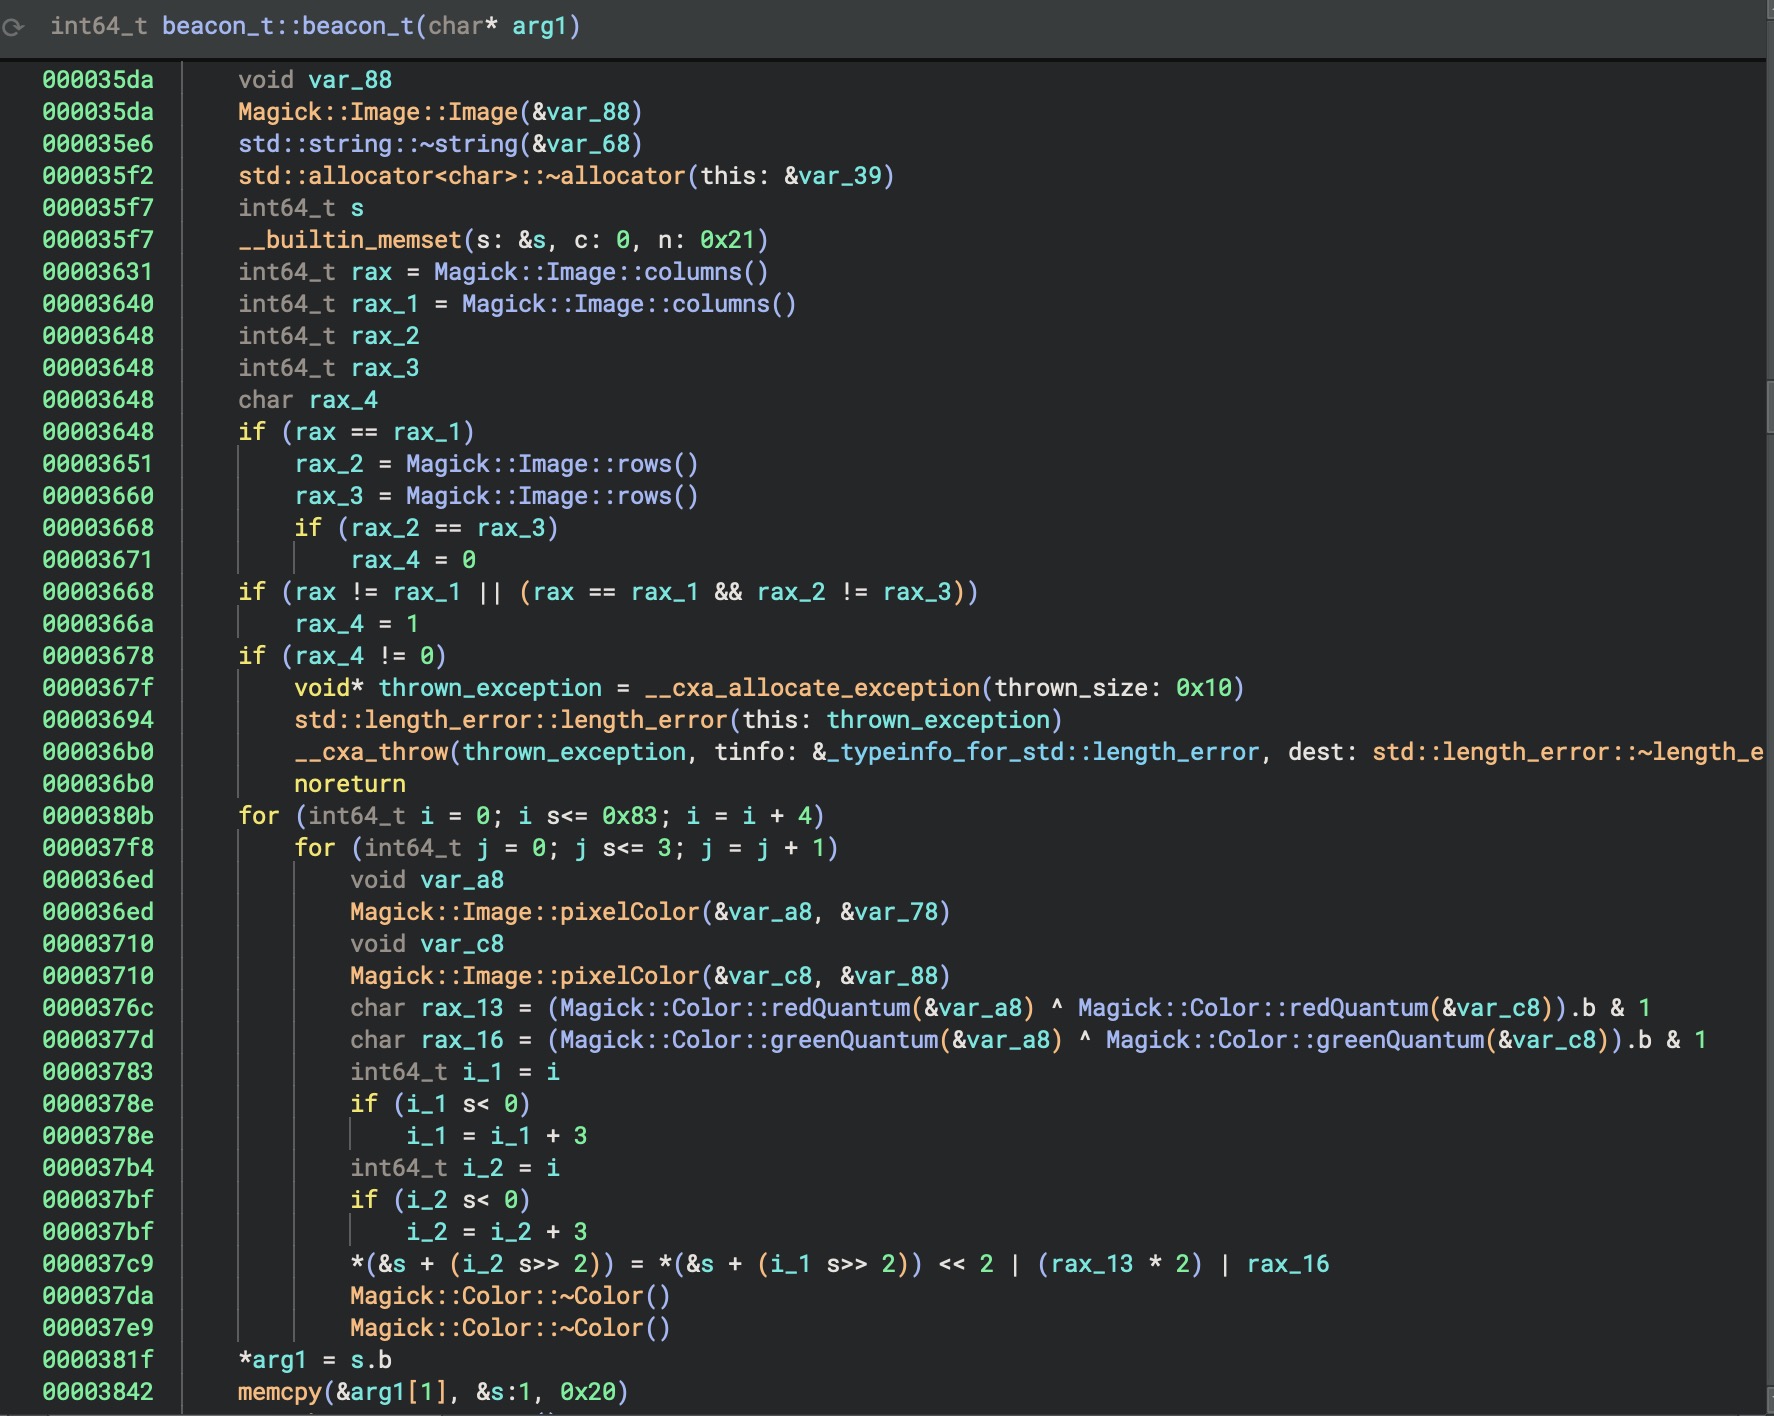 int64_t beacon_t::beacon_t(char* arg1)
000035da void var_88
000035da Magick::Image::Image(&var_88)
000035e6 std::string::~string(&var_68)
000035f2 std::allocator<char>::~allocator(this: &var_39)
000035f7 int64_t s
000035f7 __builtin_memset(s: &s, c: 0, n: 0x21)
00003631 int64_t rax = Magick::Image::columns()
00003640 int64_t rax_1 = Magick::Image::columns()
00003648 int64_t rax_2
00003648 int64_t rax_3
00003648 char rax_4
00003648 if (rax == rax_1)
00003651 rax_2 = Magick::Image::rows()
00003660 rax_3 = Magick::Image::rows()
00003668 if (rax_2 == rax_3)
00003671 rax_4 = 0
00003668 if (rax != rax_1 || (rax == rax_1 && rax_2 != rax_3))
0000366a rax_4 = 1
00003678 if (rax_4 != 0)
0000367f void* thrown_exception = __cxa_allocate_exception(thrown_size: 0x10)
00003694 std::length_error::length_error(this: thrown_exception)
000036b0 __cxa_throw(thrown_exception, tinfo: &_typeinfo_for_std::length_error, dest: std::length_error::~length_e
000036b0 noreturn
0000380b for (int64_t i = 0; i s<= 0x83; i = i + 4)
000037f8 for (int64_t j = 0; j s<= 3; j = j + 1)
000036ed void var_a8
000036ed Magick::Image::pixelColor(&var_a8, &var_78)
00003710 void var_c8
00003710 Magick::Image::pixelColor(&var_c8, &var_88)
0000376c char rax_13 = (Magick::Color::redQuantum(&var_a8) ^ Magick::Color::redQuantum(&var_c8)).b & 1
0000377d char rax_16 = (Magick::Color::greenQuantum(&var_a8) ^ Magick::Color::greenQuantum(&var_c8)).b & 1
00003783 int64_t i_1 = i
0000378e if (i_1 s< 0)
0000378e i_1 = i_1 + 3
000037b4 int64_t i_2 = i
000037bf if (i_2 s< 0)
000037bf i_2 = i_2 + 3
000037c9 *(&s + (i_2 s>> 2)) = *(&s + (i_1 s>> 2)) << 2 | (rax_13 * 2) | rax_16
000037da Magick::Color::~Color()
000037e9 Magick::Color::~Color()
0000381f *arg1 = s.b
00003842 memcpy(&arg1[1], &s:1, 0x20)